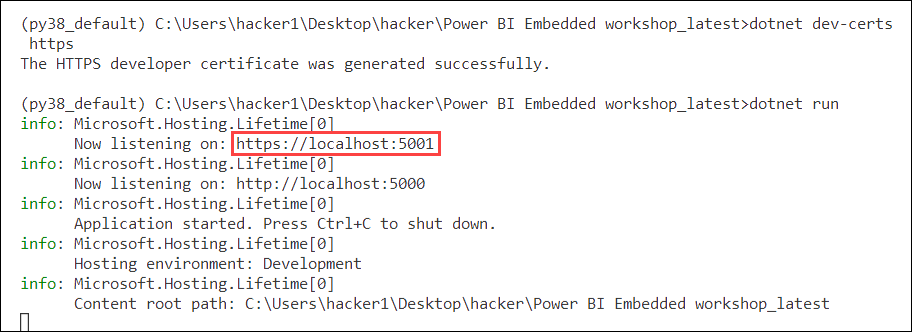 (py38_default) C:\Users\hacker1\Desktop\hacker\Power BI Embedded workshop_latest>dotnet dev-certs
https
The HTTPS developer certificate was generated successfully.
(py38_default) C:\Users\hacker1\Desktop\hacker\Power BI Embedded workshop_latest>dotnet run
info: Microsoft.Hosting.Lifetime[0]
Now listening on: https://localhost:5001
info: Microsoft.Hosting.Lifetime[0]
Now listening on: http://localhost:5000
info: Microsoft.Hosting.Lifetime[0]
Application started. Press Ctrl+C to shut down.
info: Microsoft.Hosting.Lifetime[0]
Hosting environment: Development
info: Microsoft.Hosting.Lifetime[0]
Content root path: C:\Users\hacker1\Desktop\hacker\Power BI Embedded workshop_latest